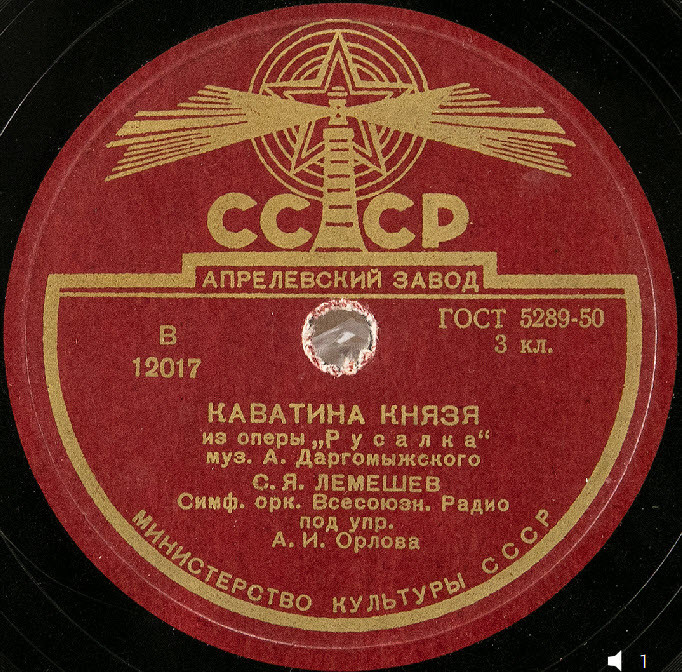 СССР
АПРЕЛЕВСКИЙ ЗАВОД
В
12017
ГОСТ 5289-50
3 кл.
КАВАТИНА КНЯЗЯ
из оперы „Русалка“
муз. А. Даргомыжского
С. Я. ЛЕМЕШЕВ
Симф. орк. Всесоюзн. Радио
под упр.
А. И. Орлова
МИНИСТЕРСТВО КУЛЬТУРЫ СССР
1